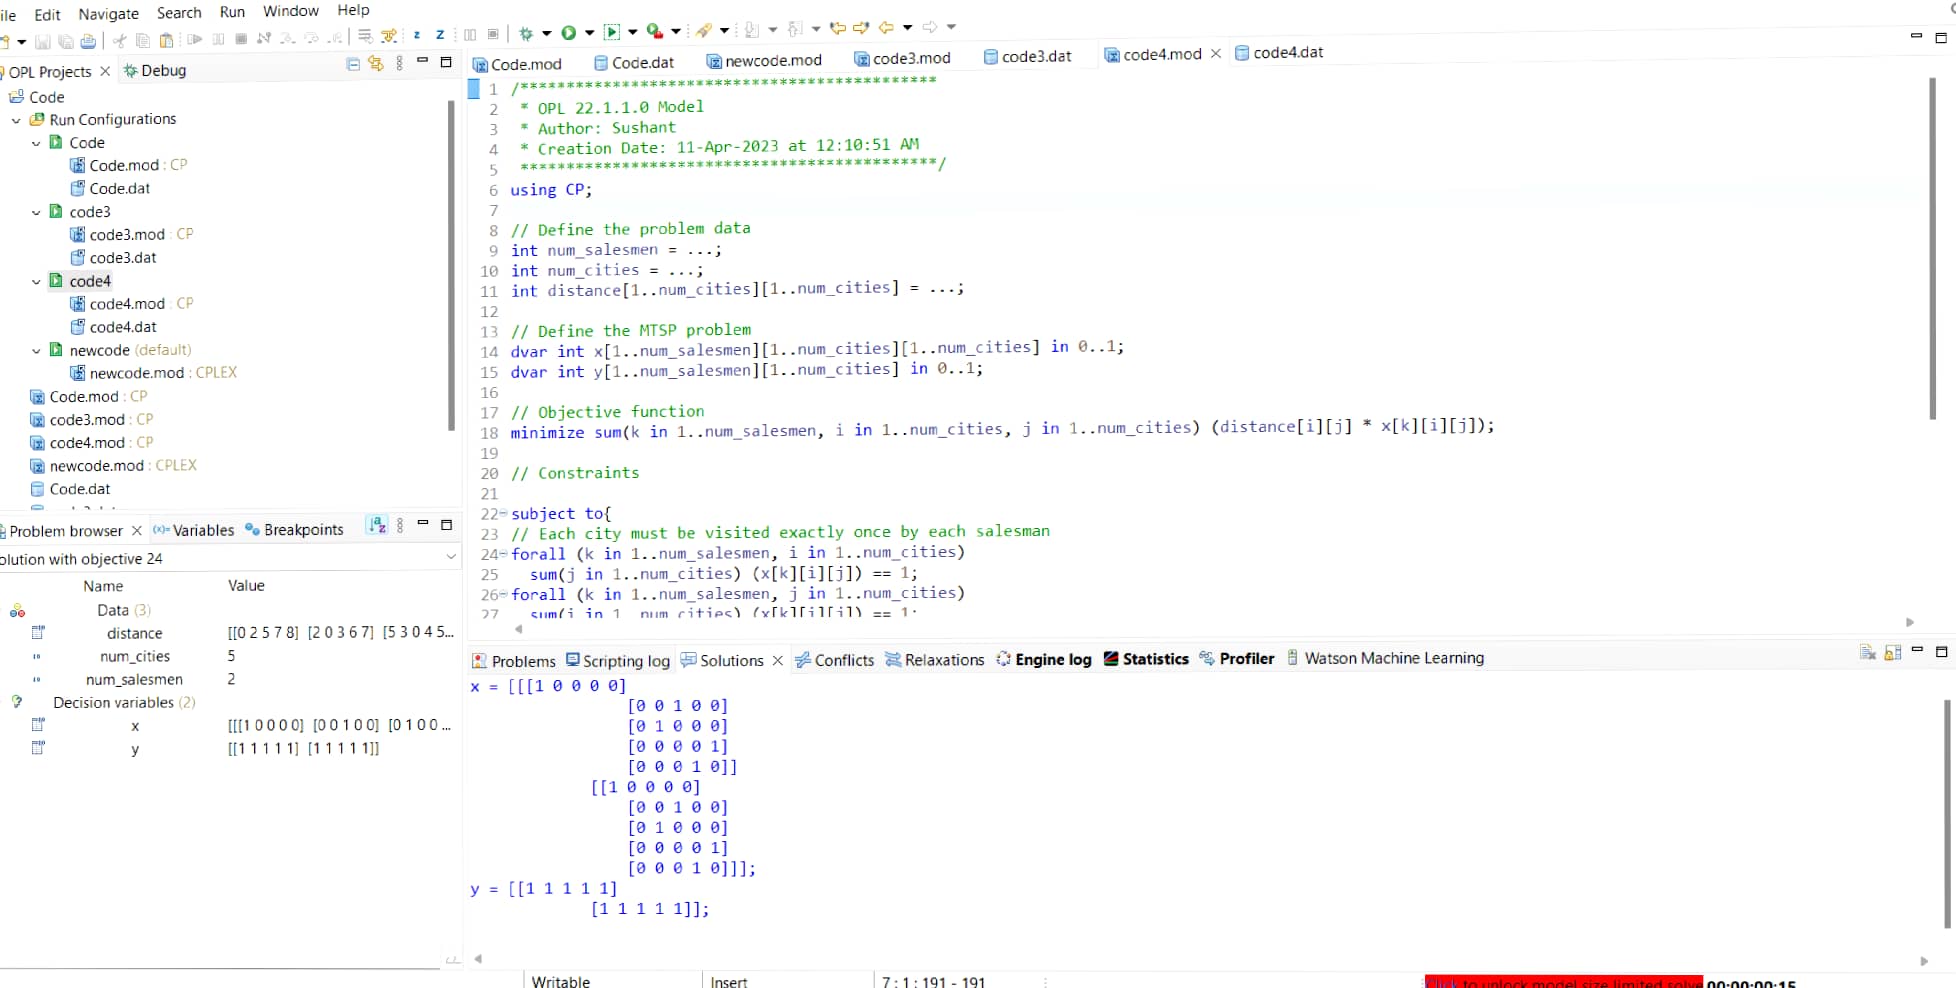 Edit Navigate Search Run Window Help
OPL Projects Debug
Code
Run Configurations
Code
Code.mod : CP
Code.dat
code3
code3.mod : CP
code3.dat
code4
code4.mod : CP
code4.dat
newcode (default)
newcode.mod : CPLEX
Code.mod : CP
code3.mod : CP
code4.mod : CP
newcode.mod : CPLEX
Code.dat
Problem browser (x)= Variables Breakpoints
olution with objective 24
Name Value
Data (3)
distance [[0 2 5 7 8] [2 0 3 6 7] [5 3 0 4 5...
num_cities 5
num_salesmen 2
Decision variables (2)
x [[[1 0 0 0 0] [0 0 1 0 0] [0 1 0 0 ...
y [[1 1 1 1 1] [1 1 1 1 1]]
Code.mod Code.dat newcode.mod code3.mod code3.dat code4.mod code4.dat
1 /*********************************************
2 * OPL 22.1.1.0 Model
3 * Author: Sushant
4 * Creation Date: 11-Apr-2023 at 12:10:51 AM
5 *********************************************/
6 using CP;
7
8 // Define the problem data
9 int num_salesmen = ...;
10 int num_cities = ...;
11 int distance[1..num_cities][1..num_cities] = ...;
12
13 // Define the MTSP problem
14 dvar int x[1..num_salesmen][1..num_cities][1..num_cities] in 0..1;
15 dvar int y[1..num_salesmen][1..num_cities] in 0..1;
16
17 // Objective function
18 minimize sum(k in 1..num_salesmen, i in 1..num_cities, j in 1..num_cities) (distance[i][j] * x[k][i][j]);
19
20 // Constraints
21
22 subject to{
23 // Each city must be visited exactly once by each salesman
24 forall (k in 1..num_salesmen, i in 1..num_cities)
25 sum(j in 1..num_cities) (x[k][i][j]) == 1;
26 forall (k in 1..num_salesmen, j in 1..num_cities)
27 sum(i in 1..num_cities) (x[k][i][j]) == 1;
Problems Scripting log Solutions Conflicts Relaxations Engine log Statistics Profiler Watson Machine Learning
x = [[[1 0 0 0 0]
[0 0 1 0 0]
[0 1 0 0 0]
[0 0 0 0 1]
[0 0 0 1 0]]
[[1 0 0 0 0]
[0 0 1 0 0]
[0 1 0 0 0]
[0 0 0 0 1]
[0 0 0 1 0]]];
y = [[1 1 1 1 1]
[1 1 1 1 1]];
Writable Insert 7 : 1 : 191 - 191 Click to unlock model size limited solve 00:00:00:15